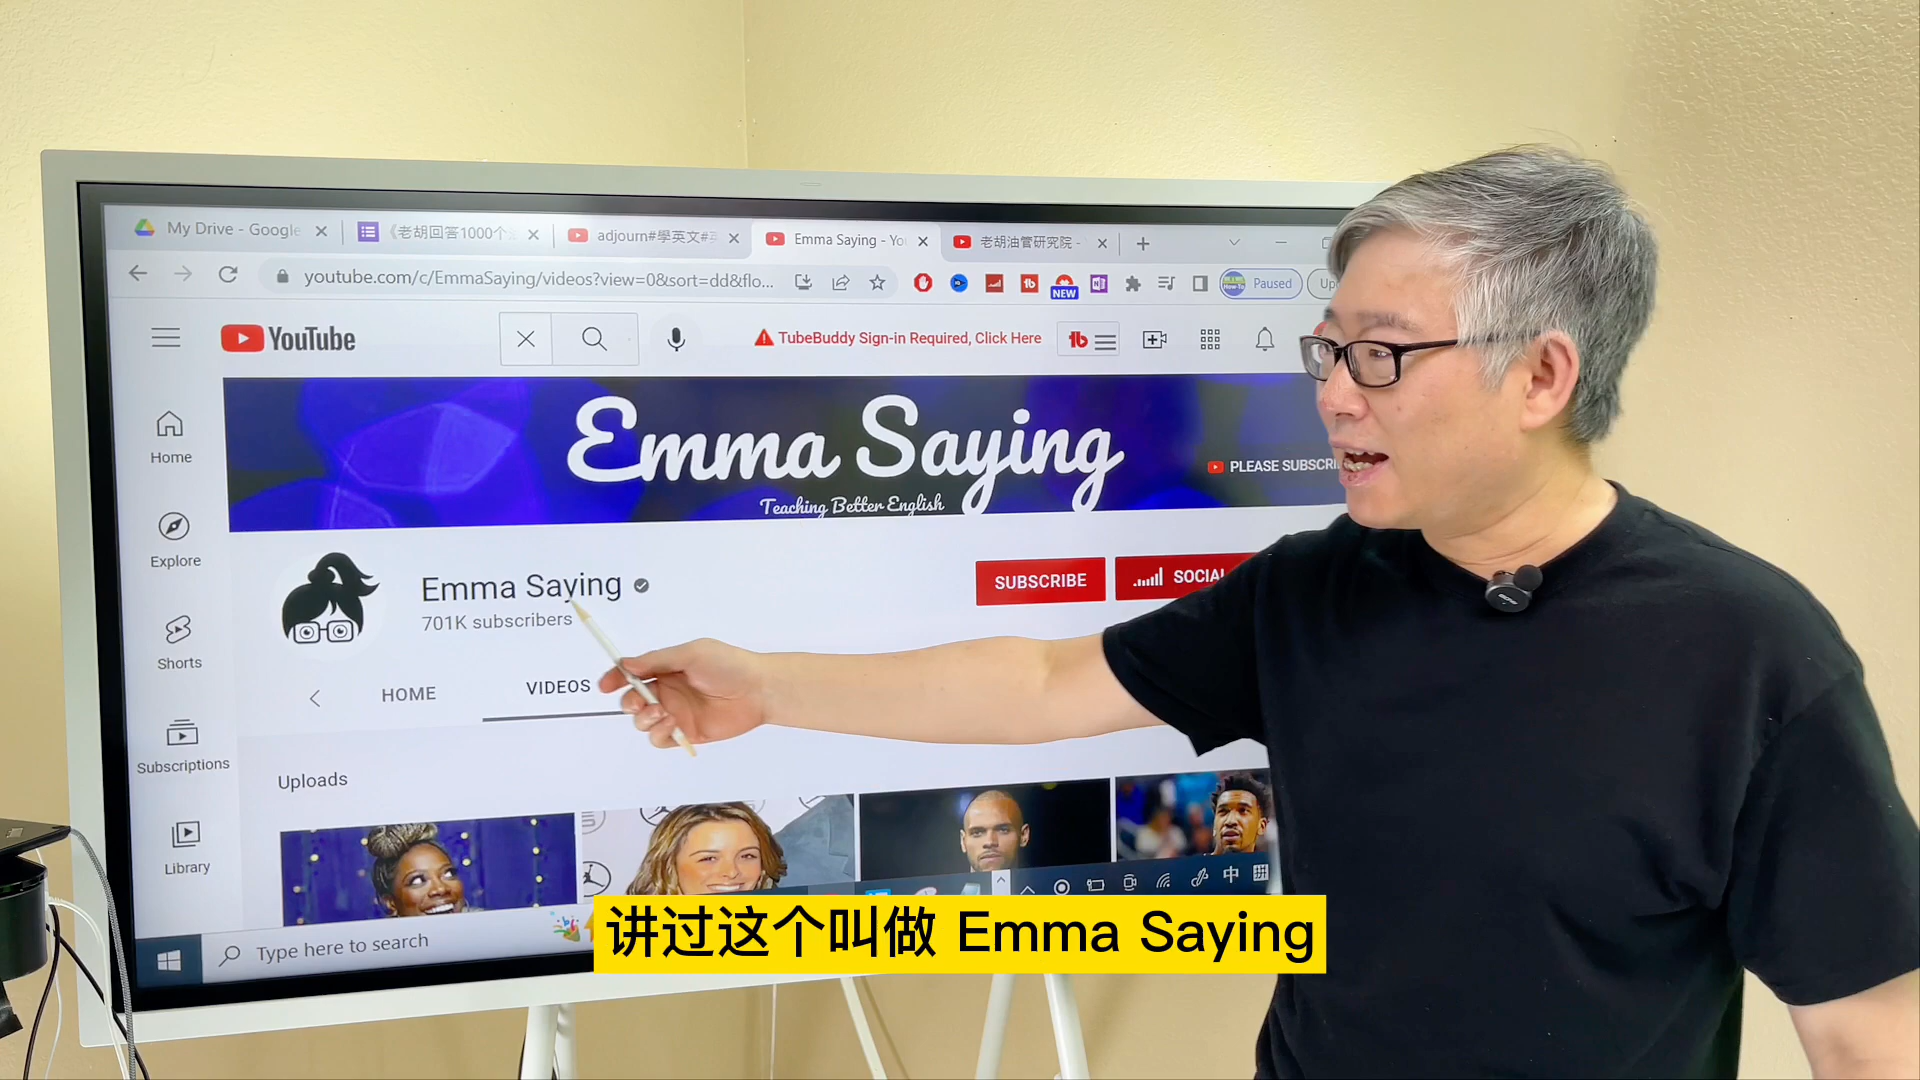 My Drive - Google
《老胡回答1000个
adjourn#學英文#
Emma Saying - Yo
老胡油管研究院 -
youtube.com/c/EmmaSaying/videos?view=0&sort=dd&flo...
NEW
Paused
Up
YouTube
TubeBuddy Sign-in Required, Click Here
tb
Emma Saying
Teaching Better English
PLEASE SUBSCRI
Home
Explore
Shorts
Subscriptions
Library
Emma Saying
701K subscribers
SUBSCRIBE
SOCIAL
HOME
VIDEOS
Uploads
Type here to search
中
拼
讲过这个叫做 Emma Saying